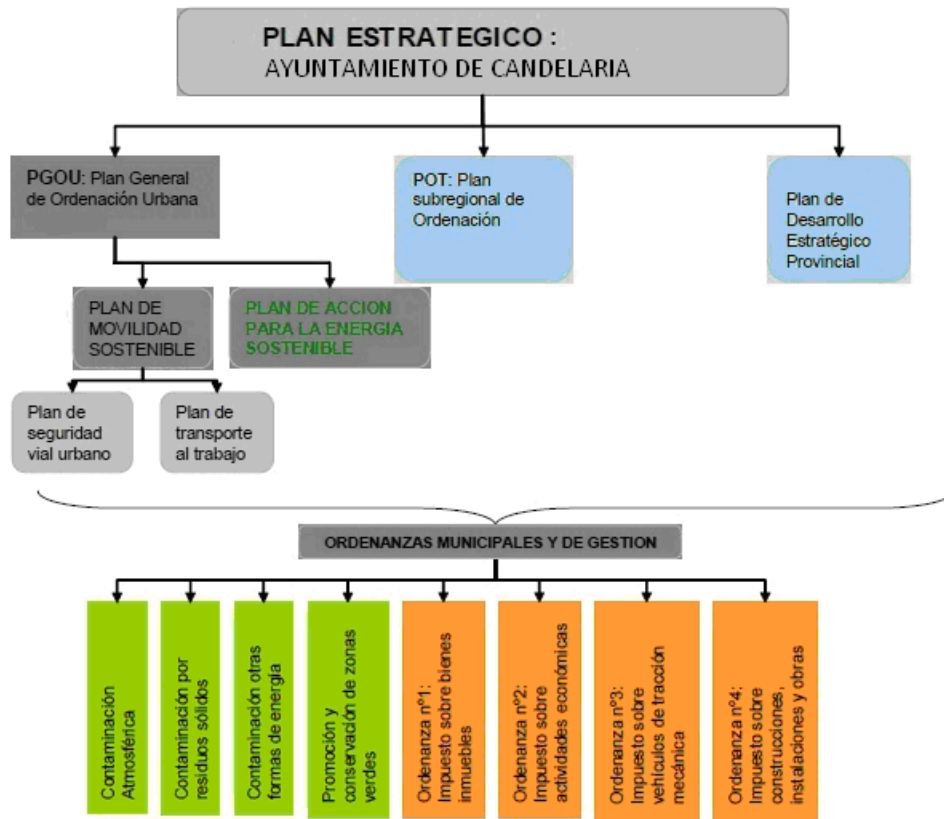 PLAN ESTRATEGICO :
AYUNTAMIENTO DE CANDELARIA
PGOU: Plan General
de Ordenación Urbana
POT: Plan
subregional de
Ordenación
Plan de
Desarrollo
Estratégico
Provincial
PLAN DE
MOVILIDAD
SOSTENIBLE
PLAN DE ACCION
PARA LA ENERGIA
SOSTENIBLE
Plan de
seguridad
vial urbano
Plan de
transporte
al trabajo
ORDENANZAS MUNICIPALES Y DE GESTION
Contaminación
Atmosférica
Contaminación por
residuos sólidos
Contaminación otras
formas de energía
Promoción y
conservación de zonas
verdes
Ordenanza nº1:
Impuesto sobre bienes
inmuebles
Ordenanza nº2:
Impuesto sobre
actividades económicas
Ordenanza nº3:
Impuesto sobre
vehículos de tracción
mecánica
Ordenanza nº4:
Impuesto sobre
construcciones,
instalaciones y obras